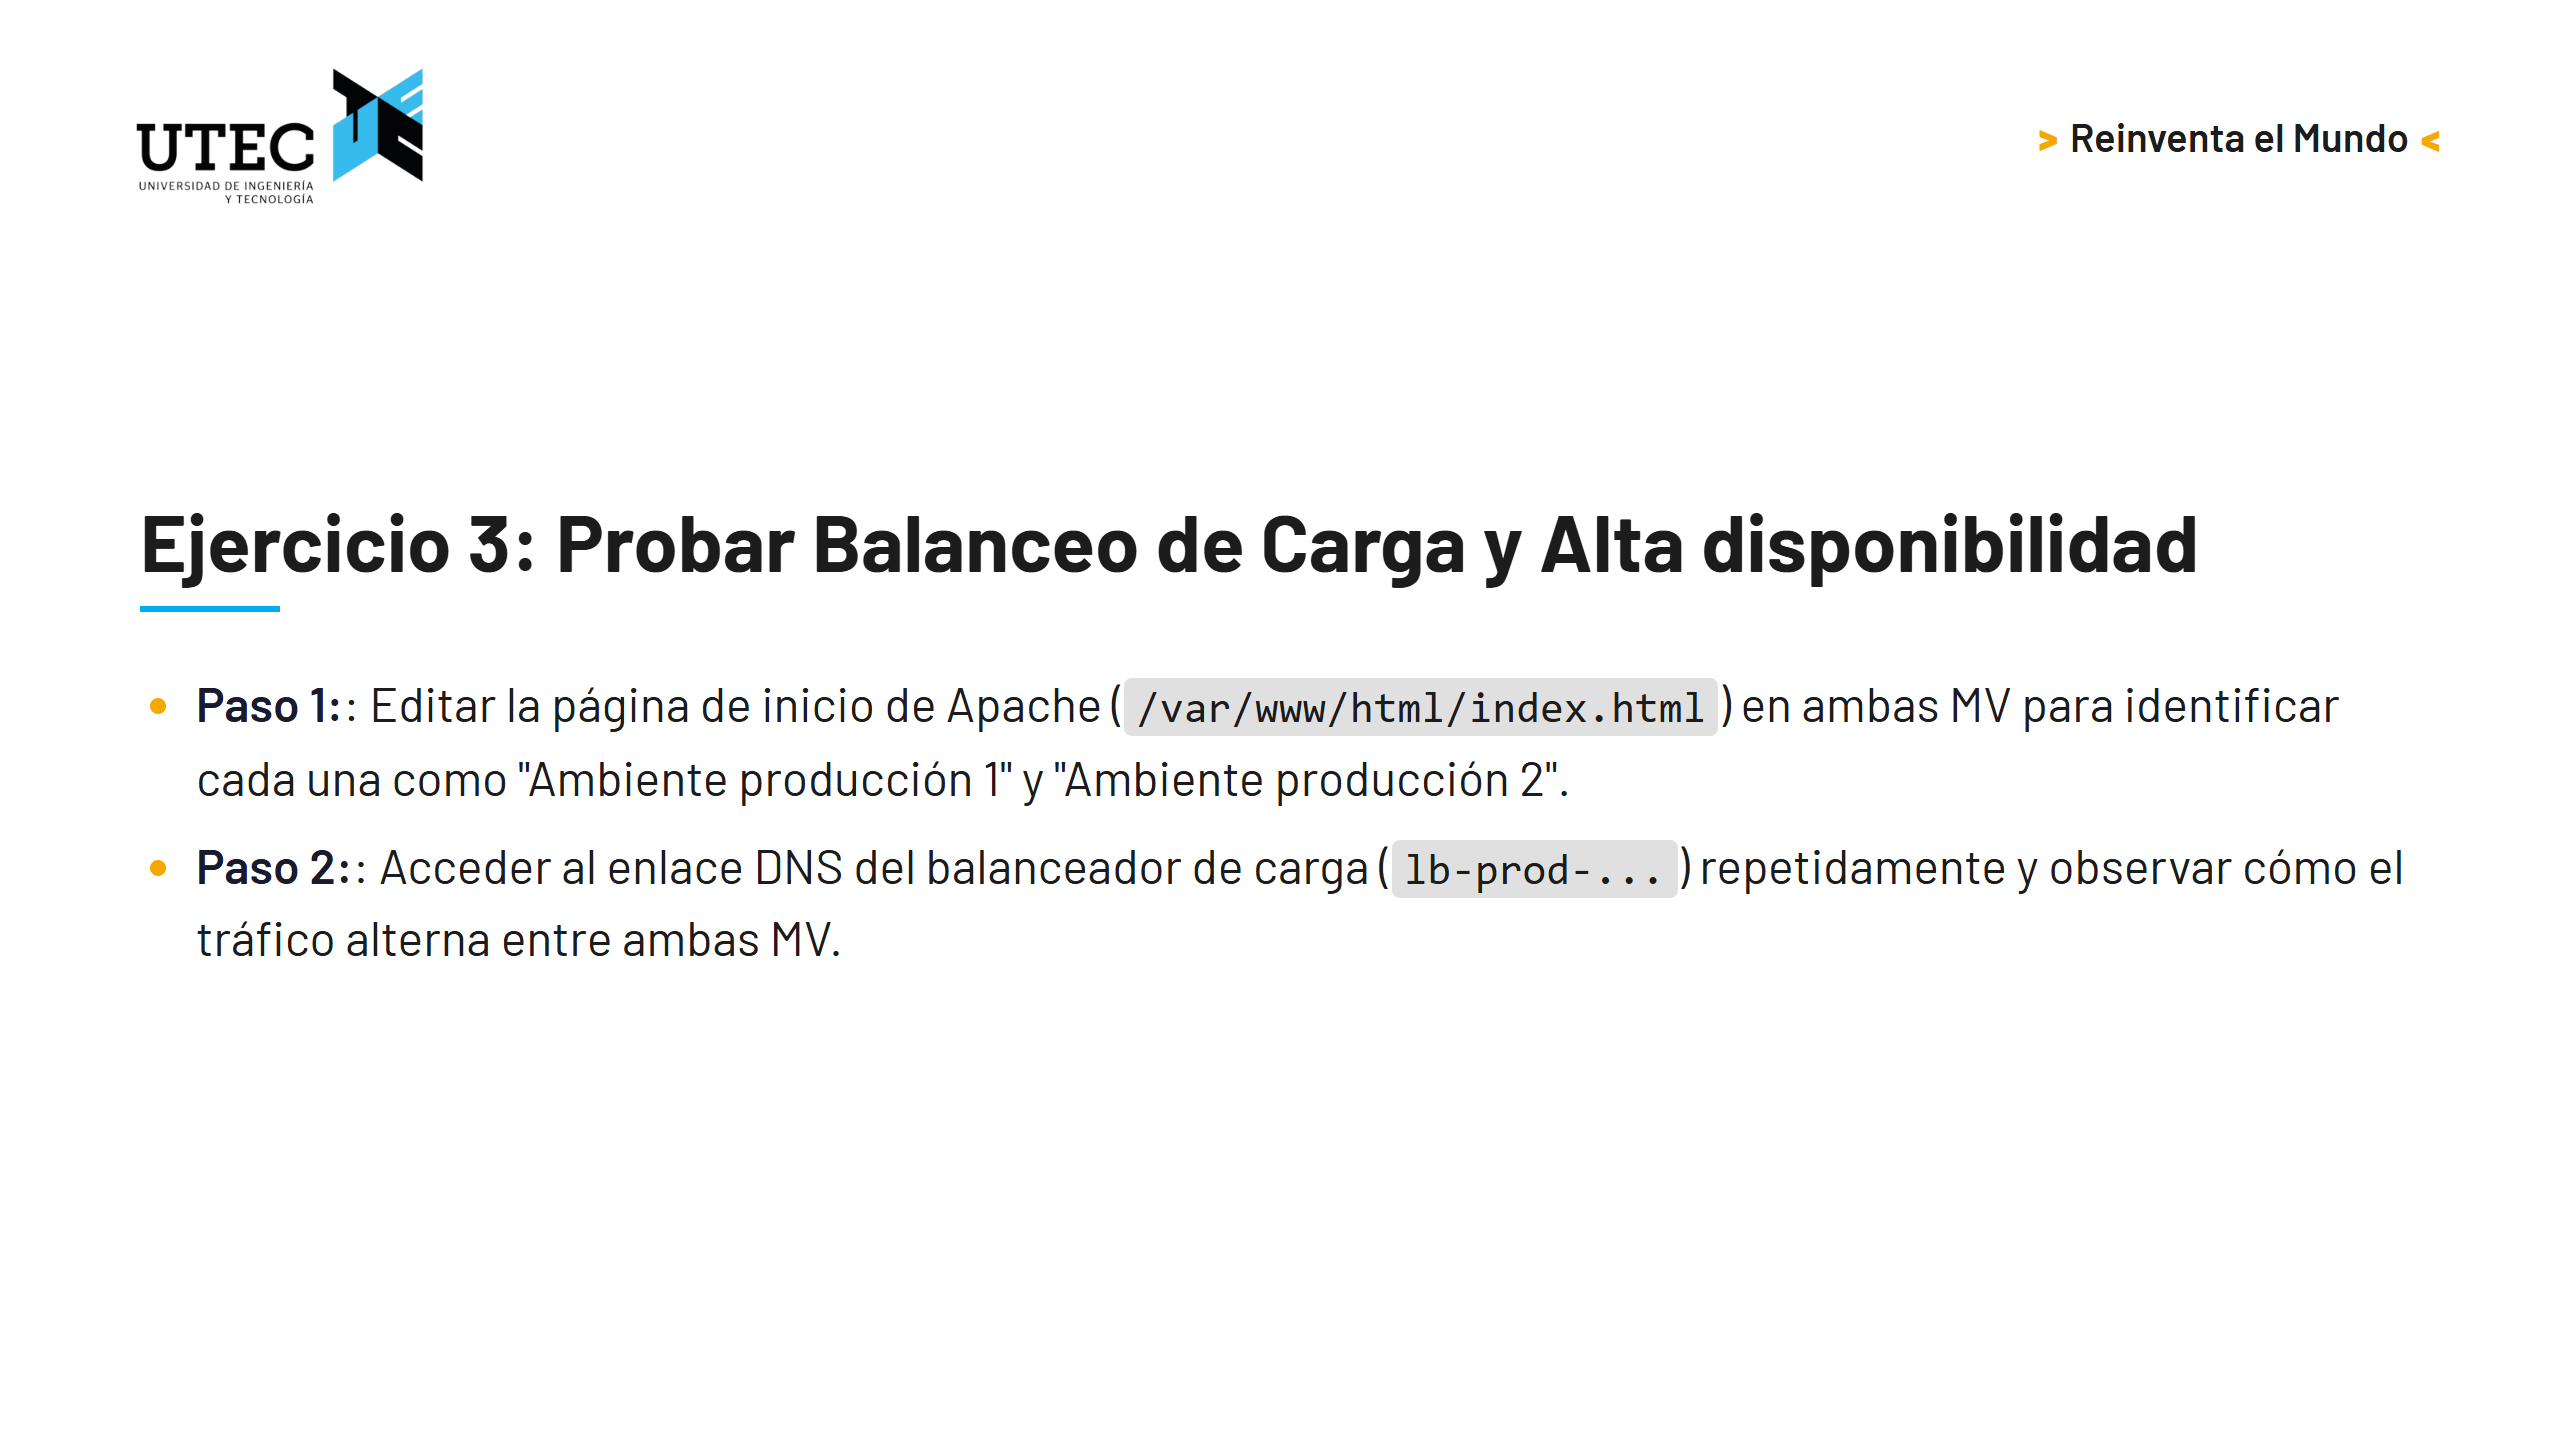 UTEC
UNIVERSIDAD DE INGENIERÍA
Y TECNOLOGÍA
> Reinventa el Mundo <
Ejercicio 3: Probar Balanceo de Carga y Alta disponibilidad
Paso 1:: Editar la página de inicio de Apache ( /var/www/html/index.html ) en ambas MV para identificar
cada una como "Ambiente producción 1" y "Ambiente producción 2".
Paso 2:: Acceder al enlace DNS del balanceador de carga ( lb-prod-... ) repetidamente y observar cómo el
tráfico alterna entre ambas MV.